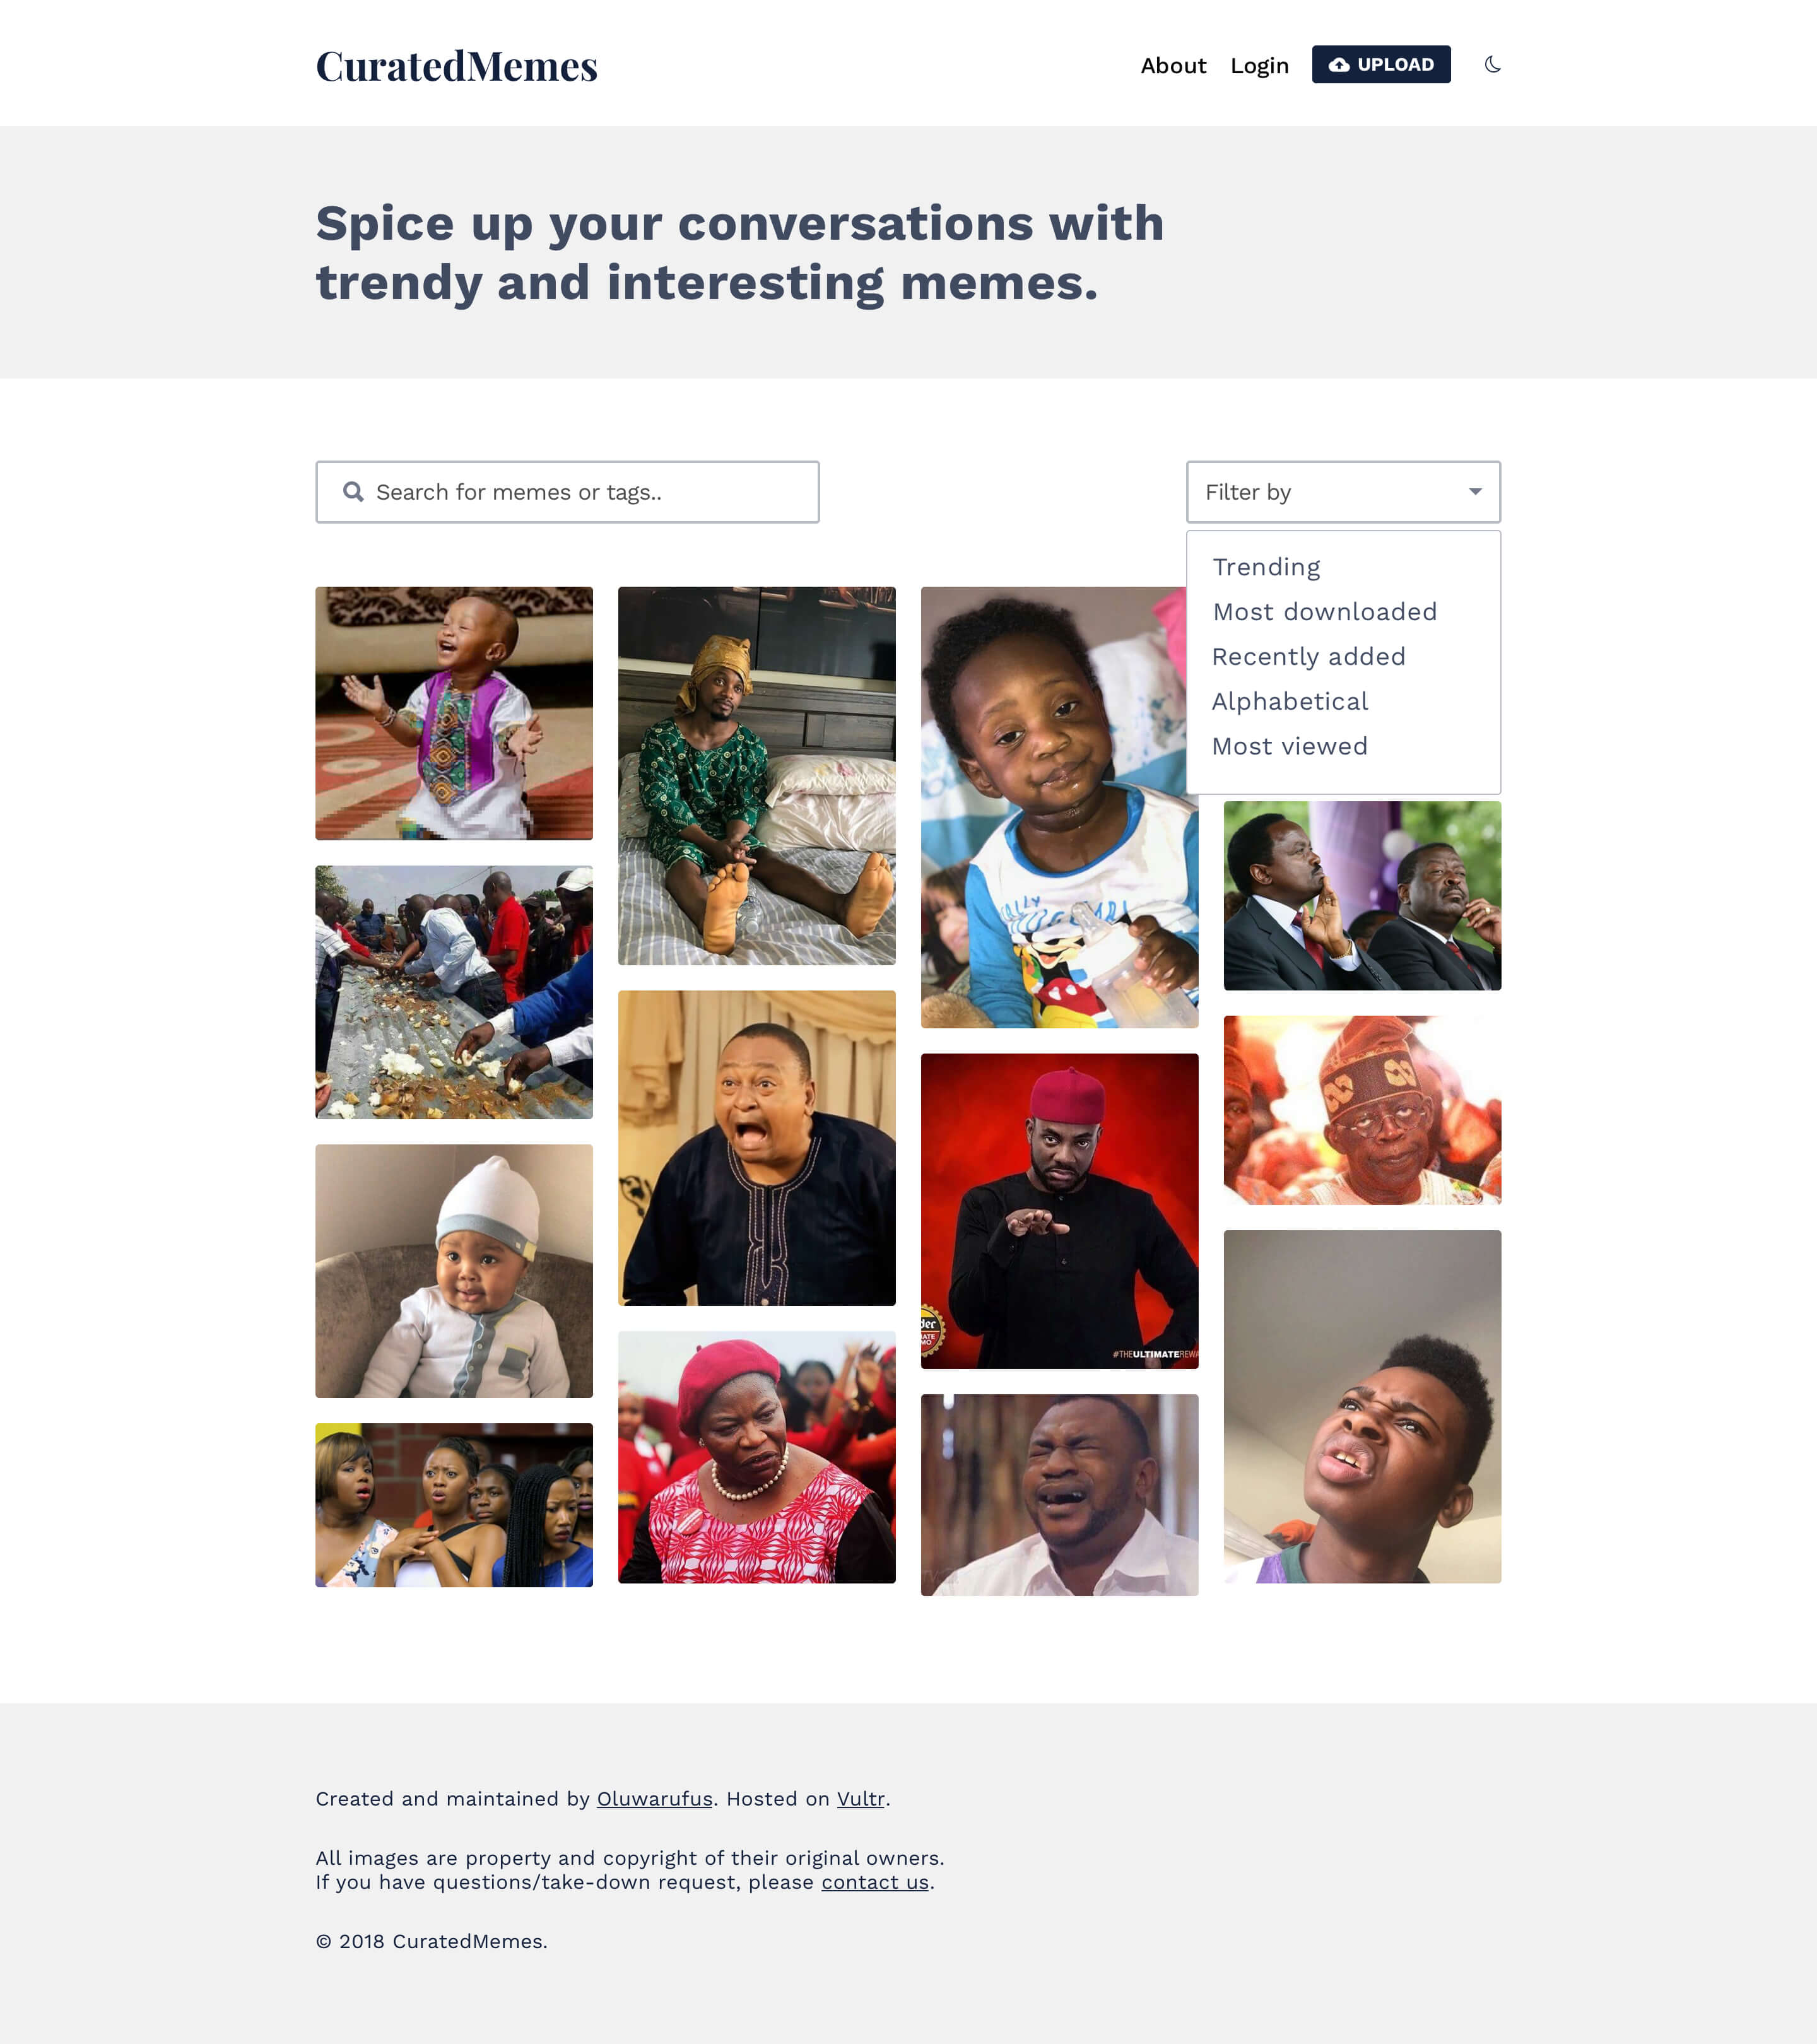 CuratedMemes
About Login UPLOAD
Spice up your conversations with
trendy and interesting memes.
Search for memes or tags..
Filter by
Trending
Most downloaded
Recently added
Alphabetical
Most viewed
#THEULTIMATEREWA
Created and maintained by Oluwarufus. Hosted on Vultr.
All images are property and copyright of their original owners.
If you have questions/take-down request, please contact us.
© 2018 CuratedMemes.